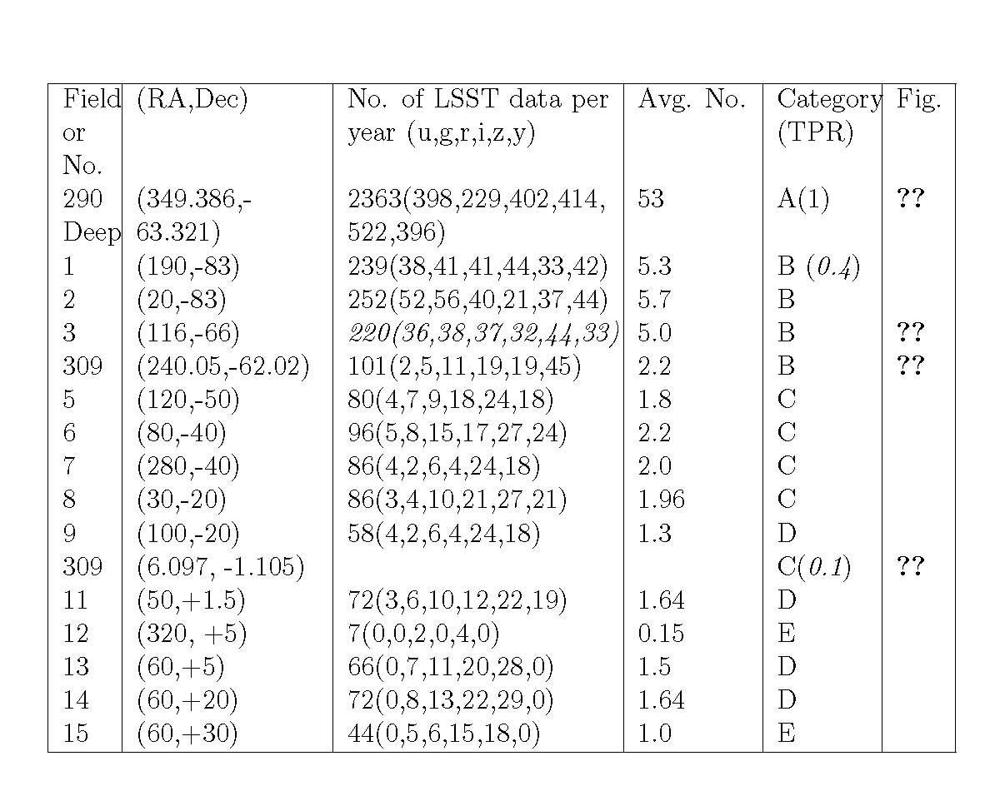 Field (RA,Dec) No. of LSST data per Avg. No. Category Fig.
or year (u,g,r,i,z,y) (TPR)
No.
290 (349.386,- 2363(398,229,402,414, 53 A(1) ??
Deep 63.321) 522,396)
1 (190,-83) 239(38,41,41,44,33,42) 5.3 B (0.4)
2 (20,-83) 252(52,56,40,21,37,44) 5.7 B
3 (116,-66) 220(36,38,37,32,44,33) 5.0 B ??
309 (240.05,-62.02) 101(2,5,11,19,19,45) 2.2 B ??
5 (120,-50) 80(4,7,9,18,24,18) 1.8 C
6 (80,-40) 96(5,8,15,17,27,24) 2.2 C
7 (280,-40) 86(4,2,6,4,24,18) 2.0 C
8 (30,-20) 86(3,4,10,21,27,21) 1.96 C
9 (100,-20) 58(4,2,6,4,24,18) 1.3 D
309 (6.097, -1.105) C(0.1) ??
11 (50,+1.5) 72(3,6,10,12,22,19) 1.64 D
12 (320, +5) 7(0,0,2,0,4,0) 0.15 E
13 (60,+5) 66(0,7,11,20,28,0) 1.5 D
14 (60,+20) 72(0,8,13,22,29,0) 1.64 D
15 (60,+30) 44(0,5,6,15,18,0) 1.0 E